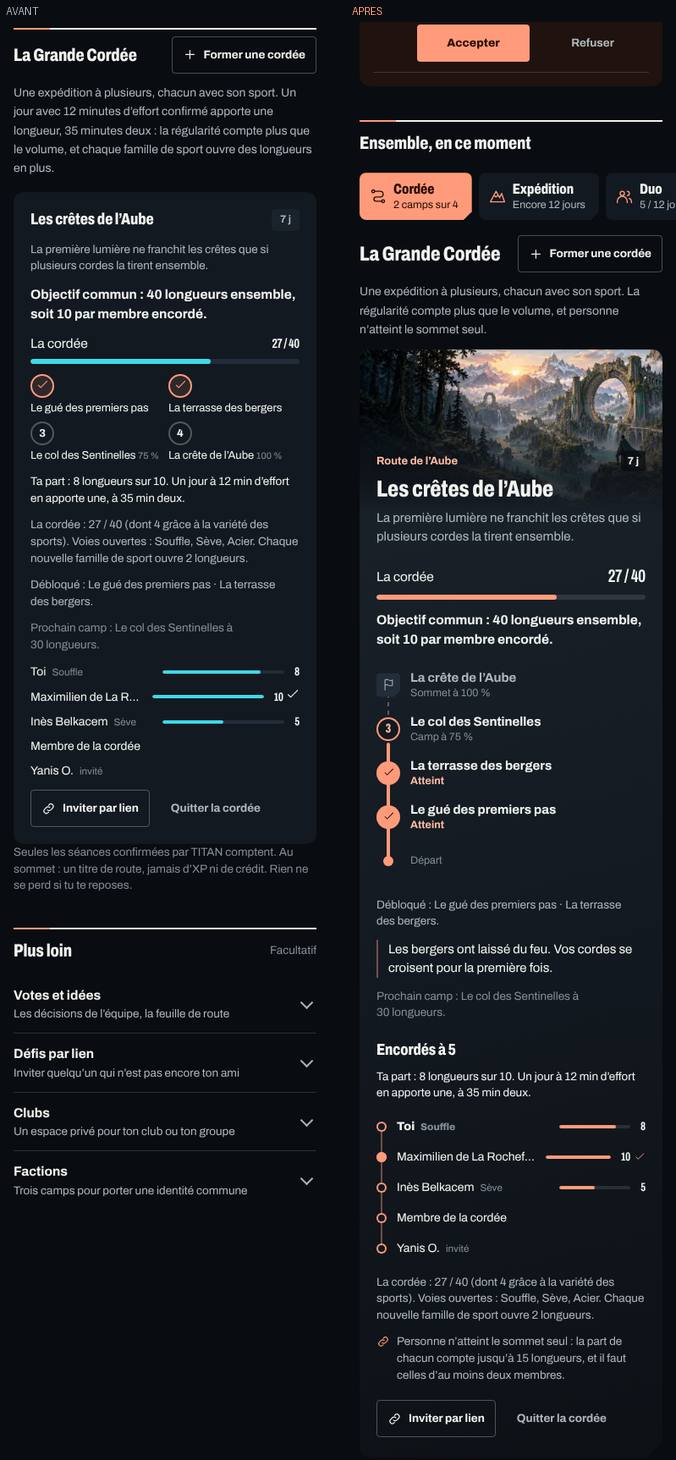 AVANT
La Grande Cordée
+ Former une cordée
Une expédition à plusieurs, chacun avec son sport. Un
jour avec 12 minutes d’effort confirmé apporte une
longueur, 35 minutes deux : la régularité compte plus que
le volume, et chaque famille de sport ouvre des longueurs
en plus.
Les crêtes de l’Aube
7 j
La première lumière ne franchit les crêtes que si
plusieurs cordes la tirent ensemble.
Objectif commun : 40 longueurs ensemble,
soit 10 par membre encordé.
La cordée
27 / 40
Le gué des premiers pas
La terrasse des bergers
3
4
Le col des Sentinelles 75 %
La crête de l’Aube 100 %
Ta part : 8 longueurs sur 10. Un jour à 12 min d’effort
en apporte une, à 35 min deux.
La cordée : 27 / 40 (dont 4 grâce à la variété des
sports). Voies ouvertes : Souffle, Sève, Acier. Chaque
nouvelle famille de sport ouvre 2 longueurs.
Débloqué : Le gué des premiers pas · La terrasse
des bergers.
Prochain camp : Le col des Sentinelles à
30 longueurs.
Toi Souffle 8
Maximilien de La R... 10
Inès Belkacem Sève 5
Membre de la cordée
Yanis O. invité
Inviter par lien
Quitter la cordée
Seules les séances confirmées par TITAN comptent. Au
sommet : un titre de route, jamais d’XP ni de crédit. Rien ne
se perd si tu te reposes.
Plus loin
Facultatif
Votes et idées
Les décisions de l’équipe, la feuille de route
Défis par lien
Inviter quelqu’un qui n’est pas encore ton ami
Clubs
Un espace privé pour ton club ou ton groupe
Factions
Trois camps pour porter une identité commune
APRES
Accepter
Refuser
Ensemble, en ce moment
Cordée
2 camps sur 4
Expédition
Encore 12 jours
Duo
5 / 12 jo
La Grande Cordée
+ Former une cordée
Une expédition à plusieurs, chacun avec son sport. La
régularité compte plus que le volume, et personne
n’atteint le sommet seul.
Route de l’Aube
7 j
Les crêtes de l’Aube
La première lumière ne franchit les crêtes que si
plusieurs cordes la tirent ensemble.
La cordée
27 / 40
Objectif commun : 40 longueurs ensemble,
soit 10 par membre encordé.
La crête de l’Aube
Sommet à 100 %
3
Le col des Sentinelles
Camp à 75 %
La terrasse des bergers
Atteint
Le gué des premiers pas
Atteint
Départ
Débloqué : Le gué des premiers pas · La terrasse
des bergers.
Les bergers ont laissé du feu. Vos cordes se
croisent pour la première fois.
Prochain camp : Le col des Sentinelles à
30 longueurs.
Encordés à 5
Ta part : 8 longueurs sur 10. Un jour à 12 min d’effort
en apporte une, à 35 min deux.
Toi Souffle 8
Maximilien de La Rochef... 10
Inès Belkacem Sève 5
Membre de la cordée
Yanis O. invité
La cordée : 27 / 40 (dont 4 grâce à la variété des
sports). Voies ouvertes : Souffle, Sève, Acier. Chaque
nouvelle famille de sport ouvre 2 longueurs.
Personne n’atteint le sommet seul : la part de
chacun compte jusqu’à 15 longueurs, et il faut
celles d’au moins deux membres.
Inviter par lien
Quitter la cordée